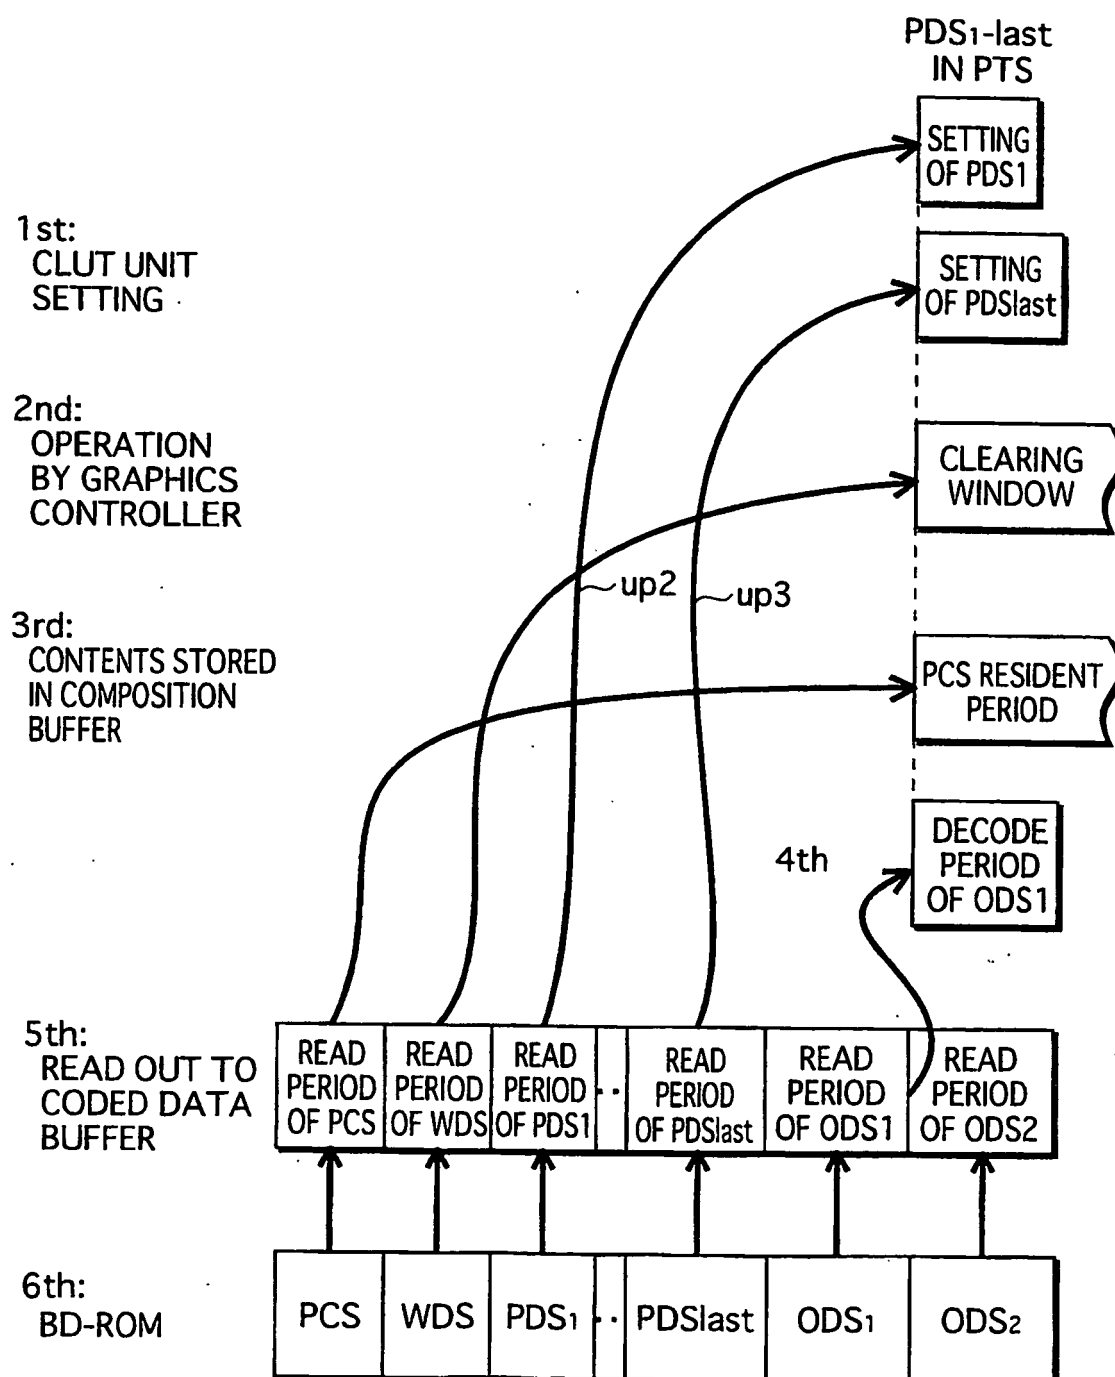 PDS1-last
IN PTS
SETTING
OF PDS1
1st:
CLUT UNIT
SETTING
SETTING
OF PDSlast
2nd:
OPERATION
BY GRAPHICS
CONTROLLER
CLEARING
WINDOW
up2
up3
3rd:
CONTENTS STORED
IN COMPOSITION
BUFFER
PCS RESIDENT
PERIOD
4th
DECODE
PERIOD
OF ODS1
5th:
READ OUT TO
CODED DATA
BUFFER
READ
PERIOD
OF PCS
READ
PERIOD
OF WDS
READ
PERIOD
OF PDS1
··
READ
PERIOD
OF PDSlast
READ
PERIOD
OF ODS1
READ
PERIOD
OF ODS2
6th:
BD-ROM
PCS
WDS
PDS1
··
PDSlast
ODS1
ODS2